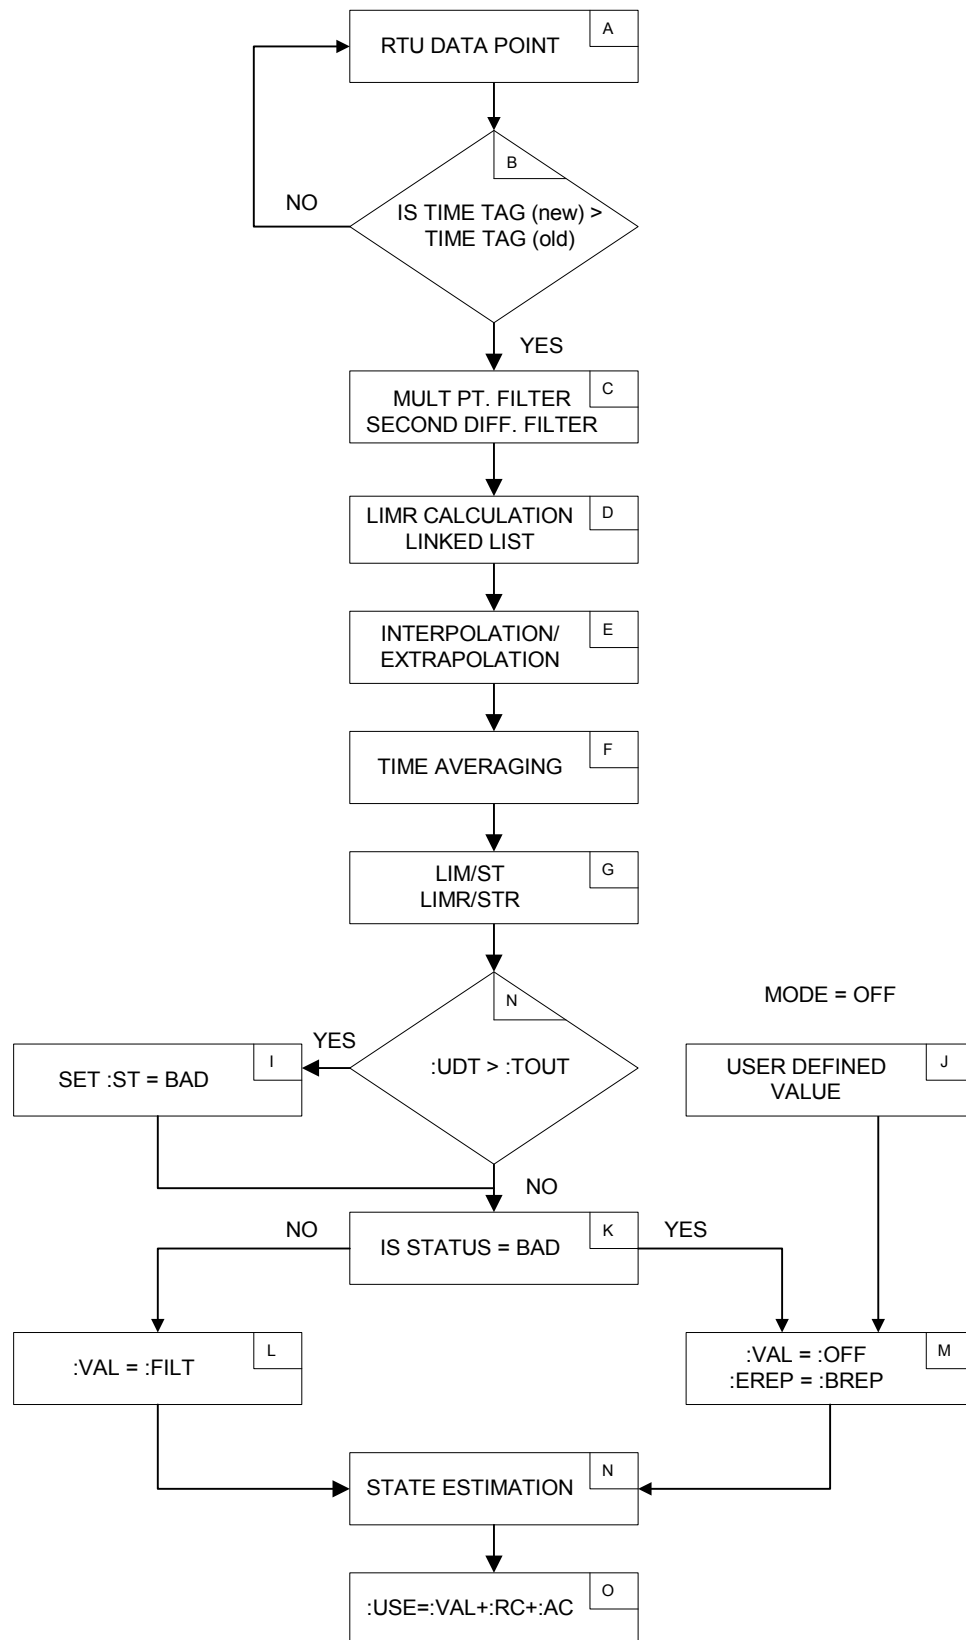 A
RTU DATA POINT
B
NO
IS TIME TAG (new) >
TIME TAG (old)
YES
C
MULT PT. FILTER
SECOND DIFF. FILTER
D
LIMR CALCULATION
LINKED LIST
E
INTERPOLATION/
EXTRAPOLATION
F
TIME AVERAGING
G
LIM/ST
LIMR/STR
N
MODE = OFF
YES
:UDT > :TOUT
I
SET :ST = BAD
J
USER DEFINED
VALUE
NO
NO
K
IS STATUS = BAD
YES
L
:VAL = :FILT
M
:VAL = :OFF
:EREP = :BREP
N
STATE ESTIMATION
O
:USE=:VAL+:RC+:AC